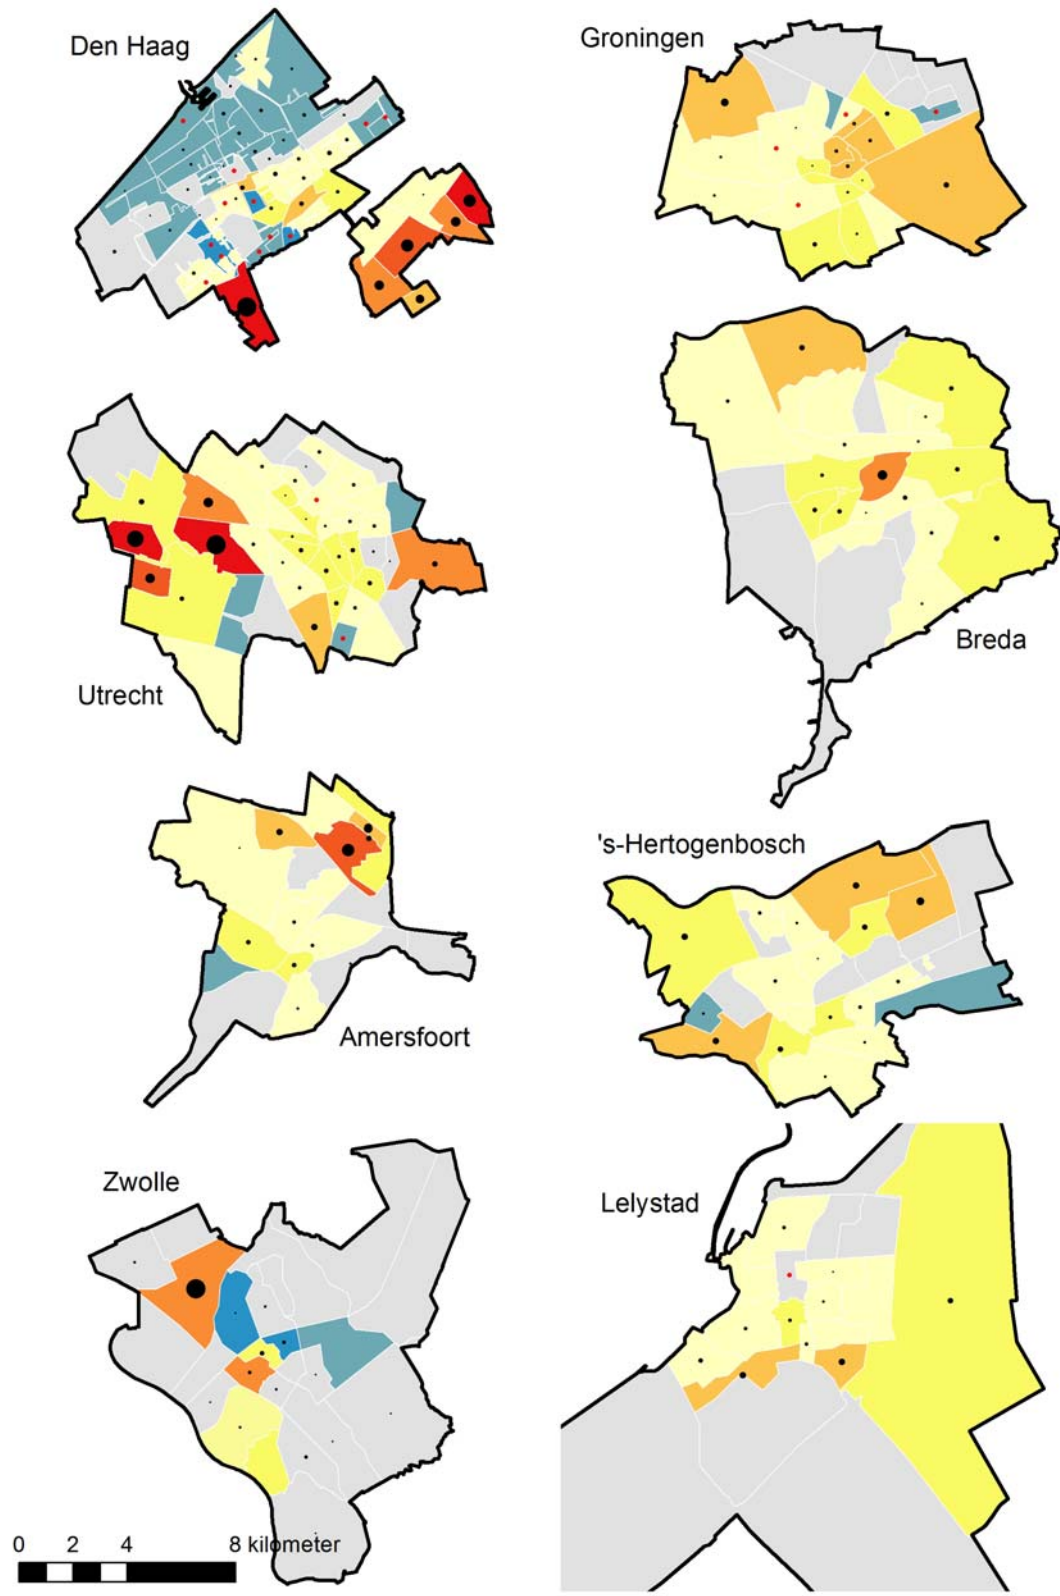 Den Haag
Groningen
Utrecht
Breda
Amersfoort
's-Hertogenbosch
Zwolle
Lelystad
0 2 4 8 kilometer